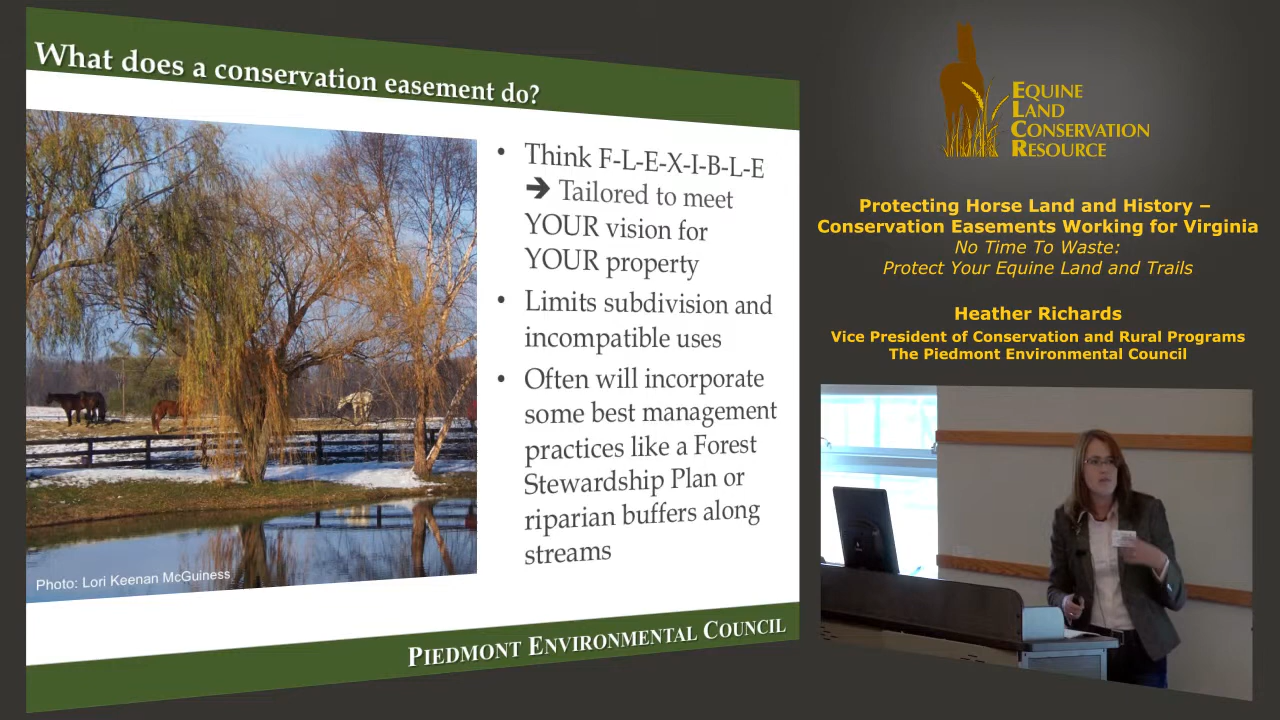 What does a conservation easement do?
• Think F-L-E-X-I-B-L-E
➔ Tailored to meet
YOUR vision for
YOUR property
• Limits subdivision and
incompatible uses
• Often will incorporate
some best management
practices like a Forest
Stewardship Plan or
riparian buffers along
streams
Photo: Lori Keenan McGuiness
PIEDMONT ENVIRONMENTAL COUNCIL
EQUINE
LAND
CONSERVATION
RESOURCE
Protecting Horse Land and History –
Conservation Easements Working for Virginia
No Time To Waste:
Protect Your Equine Land and Trails
Heather Richards
Vice President of Conservation and Rural Programs
The Piedmont Environmental Council